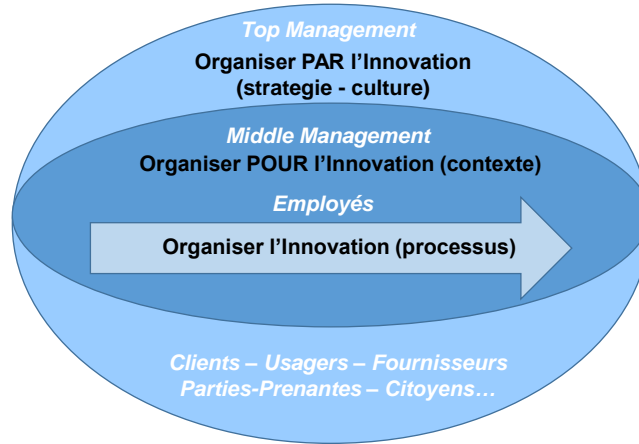 Top Management
Organiser PAR l'Innovation
(strategie - culture)
Middle Management
Organiser POUR l'Innovation (contexte)
Employés
Organiser l'Innovation (processus)
Clients – Usagers – Fournisseurs
Parties-Prenantes – Citoyens…